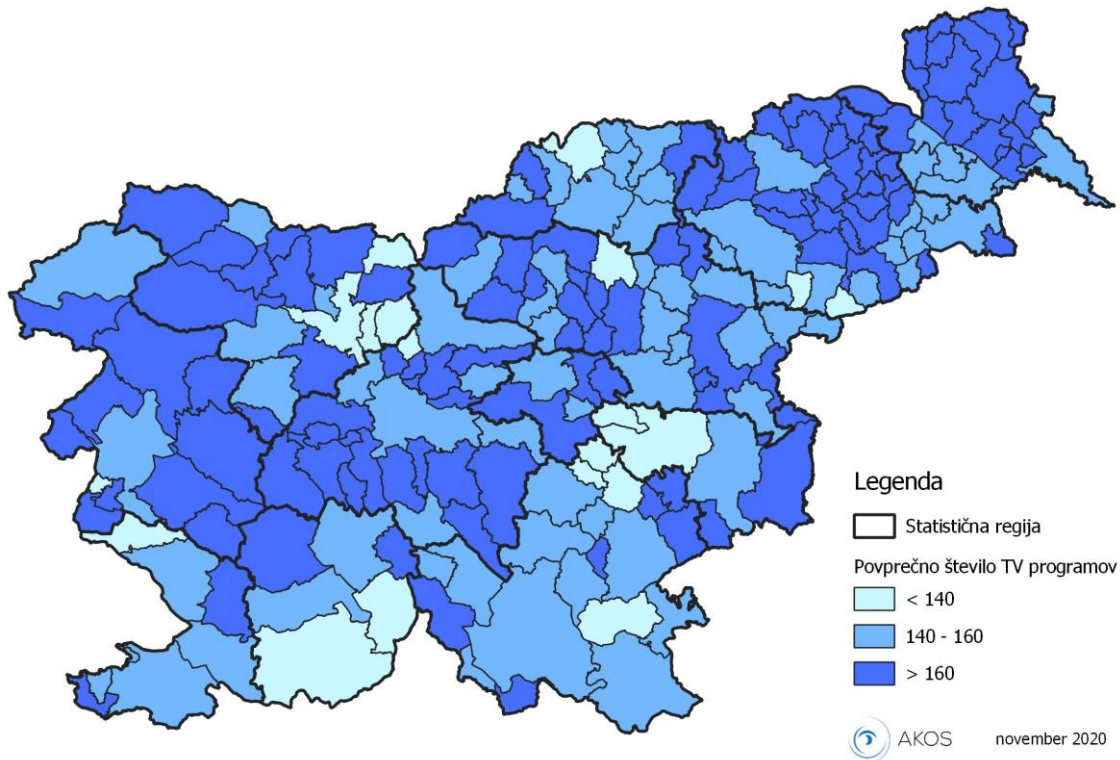 Legenda
Statistična regija
Povprečno število TV programov
< 140
140 - 160
> 160
AKOS november 2020